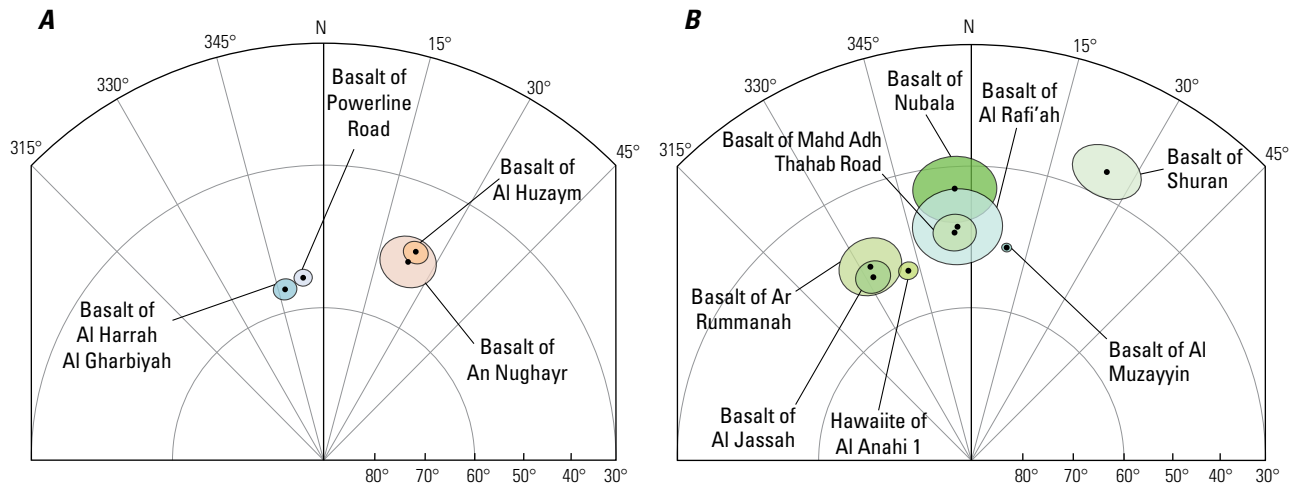 A
N
345°
15°
330°
30°
315°
45°
Basalt of
Powerline
Road
Basalt of
Al Huzaym
Basalt of
Al Harrah
Al Gharbiyah
Basalt of
An Nughayr
80°
70°
60°
50°
40°
30°
B
N
345°
15°
330°
30°
315°
45°
Basalt of
Nubala
Basalt of
Al Rafi’ah
Basalt of Mahd Adh
Thahab Road
Basalt of
Shuran
Basalt of Ar
Rummanah
Basalt of Al
Muzayyin
Basalt of
Al Jassah
Hawaiite of
Al Anahi 1
80°
70°
60°
50°
40°
30°